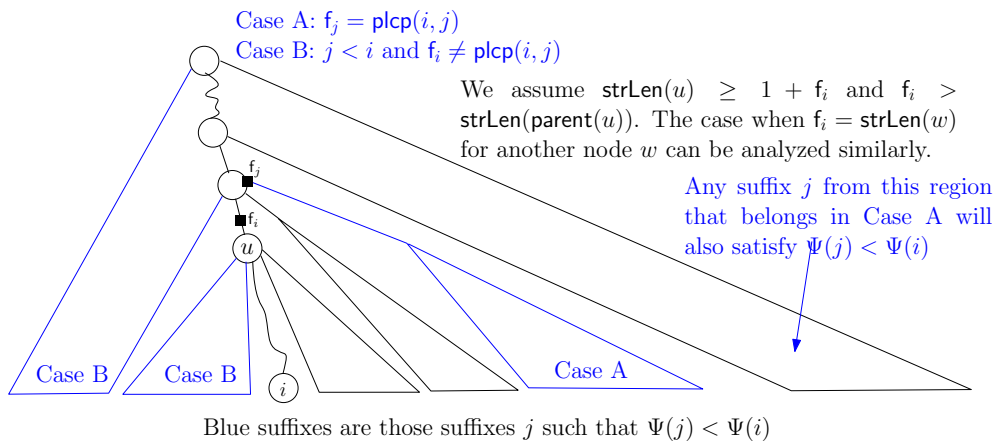 Case A: f_j = plcp(i, j)
Case B: j < i and f_i ≠ plcp(i, j)
We assume strLen(u) ≥ 1 + f_i and f_i >
strLen(parent(u)). The case when f_i = strLen(w)
for another node w can be analyzed similarly.
f_j
Any suffix j from this region
that belongs in Case A will
also satisfy Ψ(j) < Ψ(i)
f_i
u
Case B
Case B
i
Case A
Blue suffixes are those suffixes j such that Ψ(j) < Ψ(i)